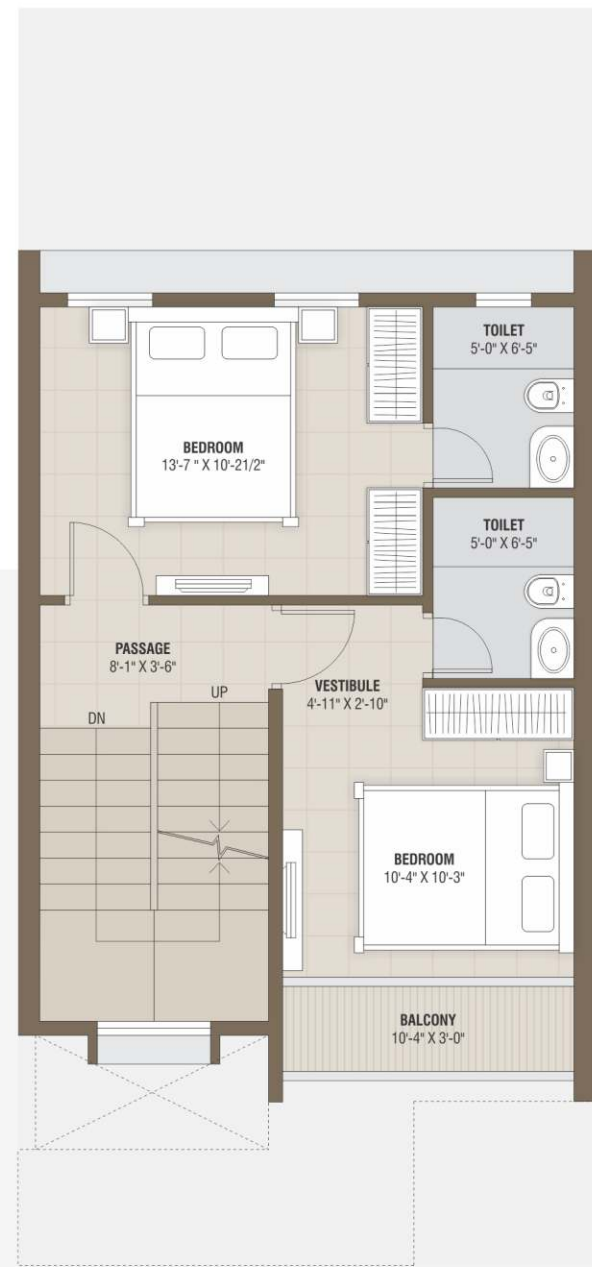 TOILET
5'-0" X 6'-5"
BEDROOM
13'-7 " X 10'-21/2"
TOILET
5'-0" X 6'-5"
PASSAGE
8'-1" X 3'-6"
VESTIBULE
4'-11" X 2'-10"
UP
DN
BEDROOM
10'-4" X 10'-3"
BALCONY
10'-4" X 3'-0"